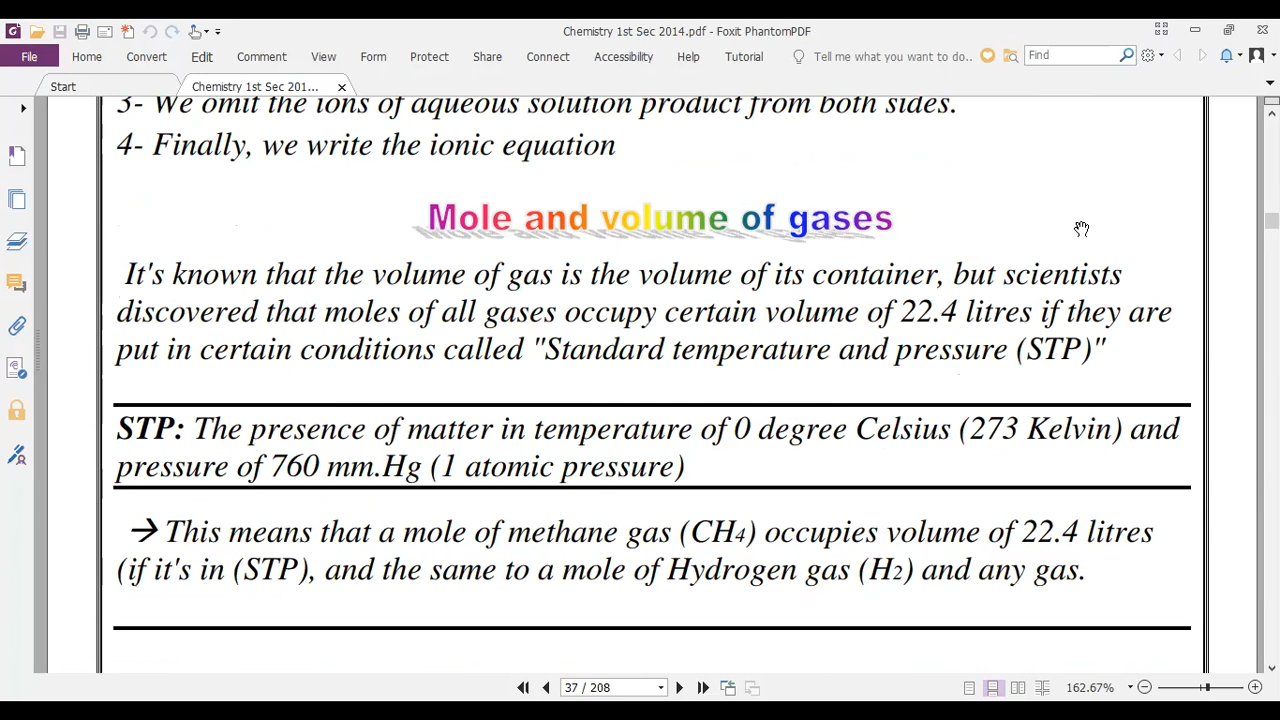 Chemistry 1st Sec 2014.pdf - Foxit PhantomPDF
File Home Convert Edit Comment View Form Protect Share Connect Accessibility Help Tutorial Tell me what you want to do.. Find
Start Chemistry 1st Sec 201...
3- We omit the ions of aqueous solution product from both sides.
4- Finally, we write the ionic equation
Mole and volume of gases
It's known that the volume of gas is the volume of its container, but scientists
discovered that moles of all gases occupy certain volume of 22.4 litres if they are
put in certain conditions called "Standard temperature and pressure (STP)"
STP: The presence of matter in temperature of 0 degree Celsius (273 Kelvin) and
pressure of 760 mm.Hg (1 atomic pressure)
→ This means that a mole of methane gas (CH4) occupies volume of 22.4 litres
(if it's in (STP), and the same to a mole of Hydrogen gas (H2) and any gas.
37 / 208 162.67%